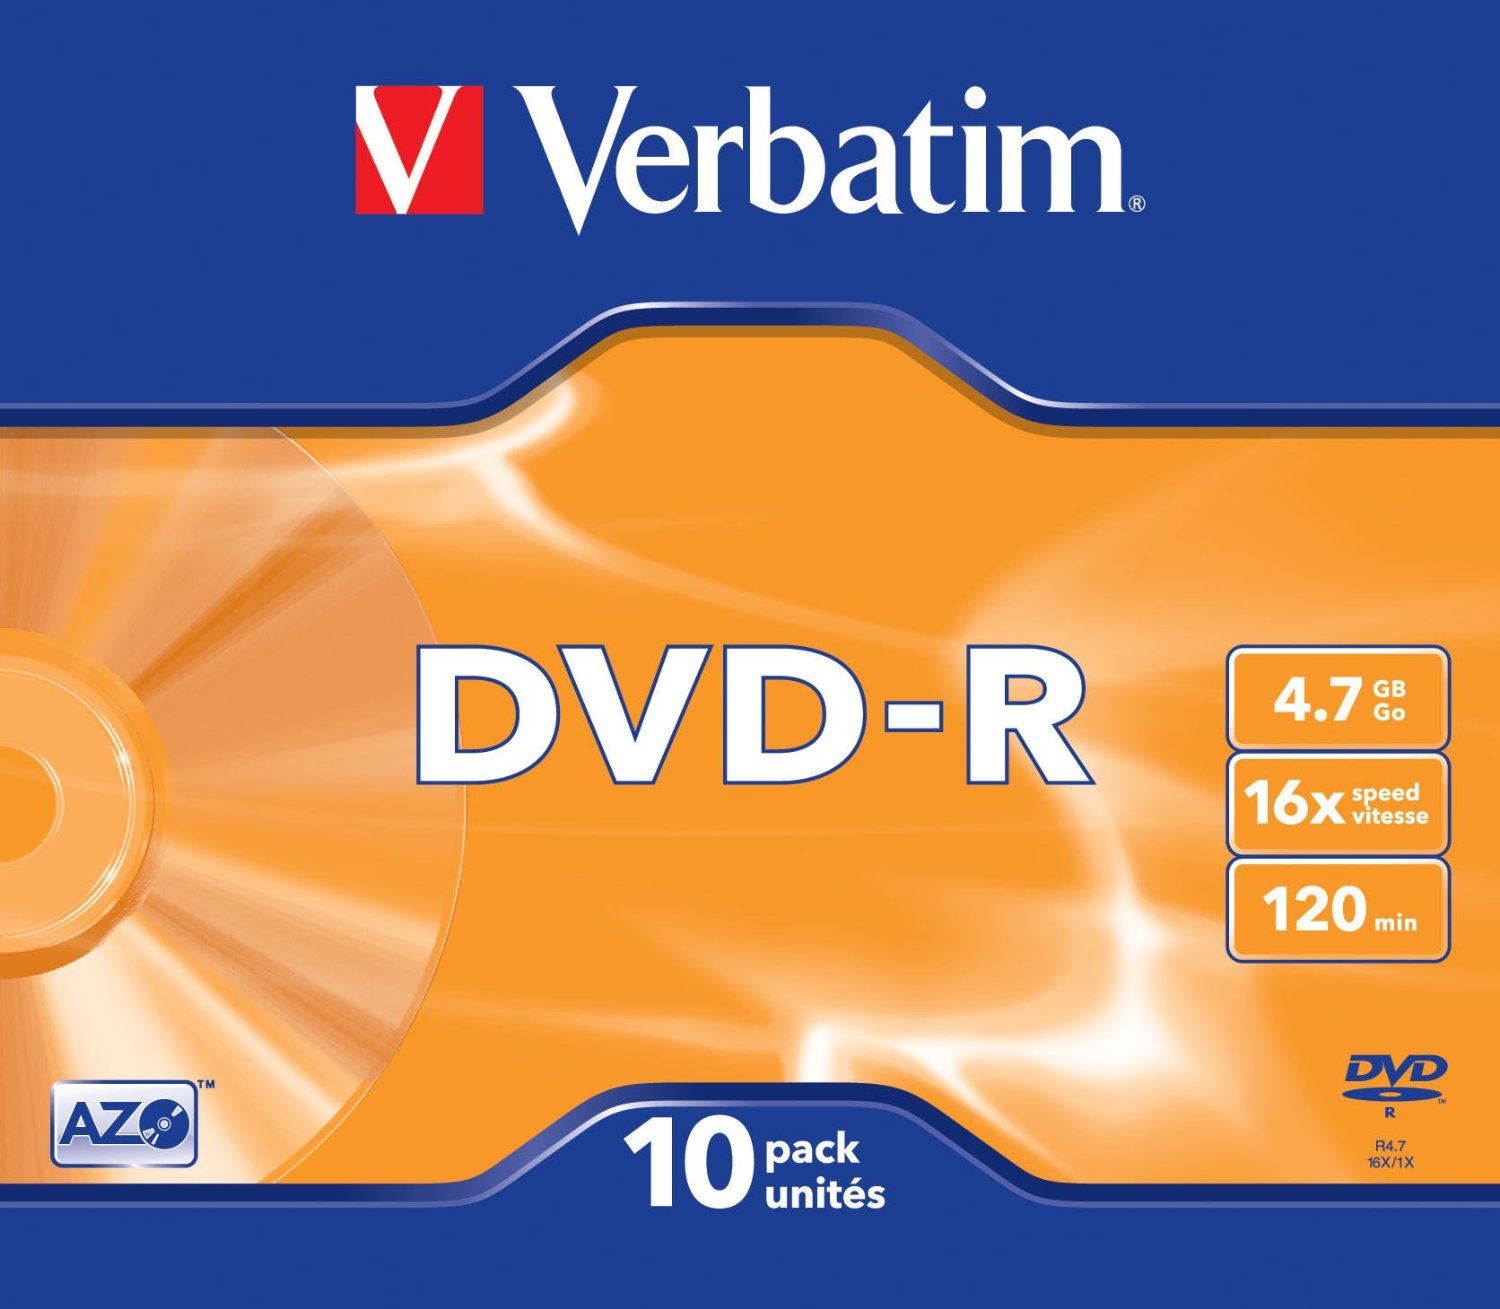 V Verbatim®
DVD-R
4.7 GB
Go
16x speed
vitesse
120 min
AZO™
DVD™
R
R4.7
16X/1X
10 pack
unités